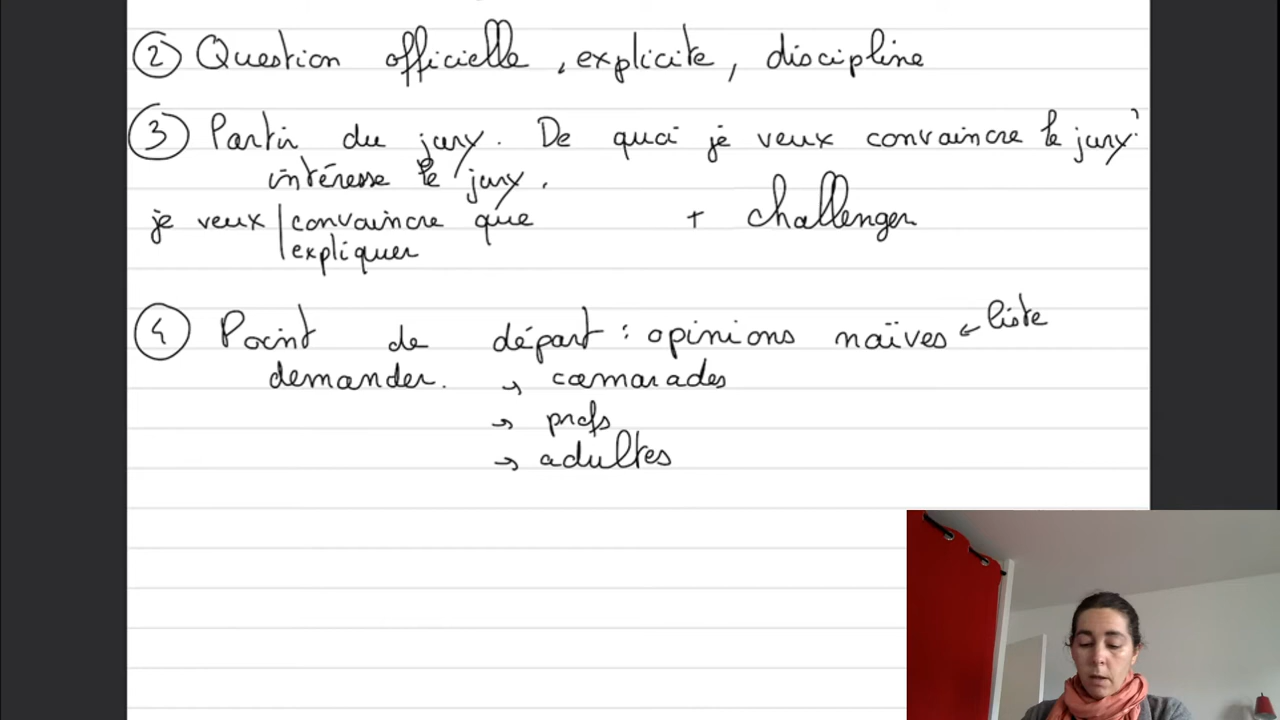 ② Question officielle, explicite, discipline
③ Partir du jury. De quoi je veux convaincre le jury?
intéresse le jury.
je veux convaincre que + challenger
expliquer
④ Point de départ : opinions naïves ← liste
demander. → camarades
→ profs
→ adultes